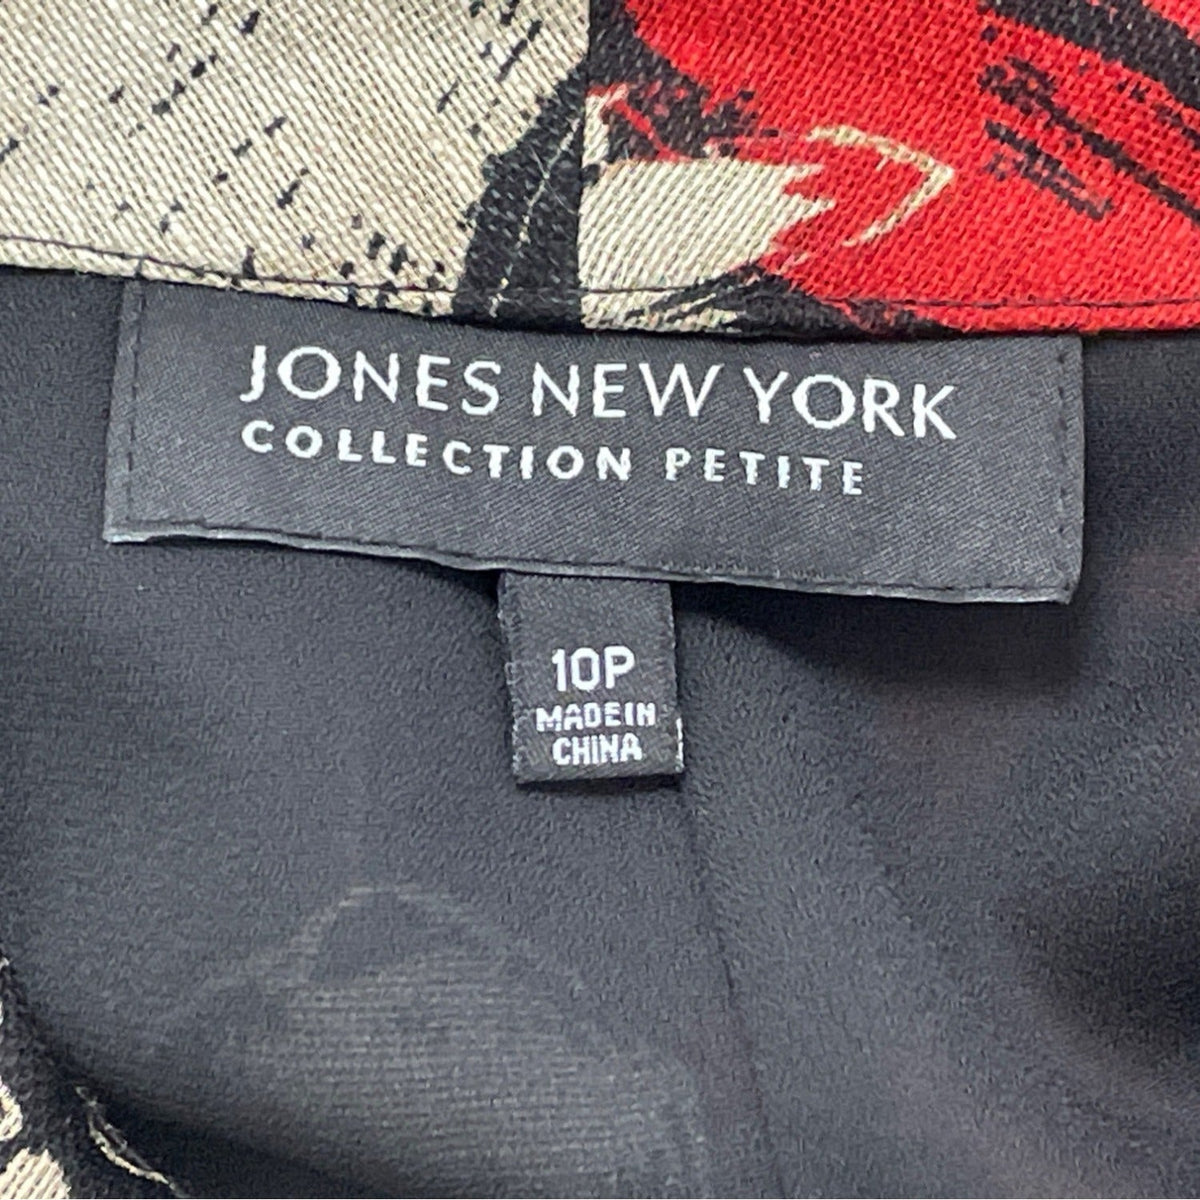 JONES NEW YORK
COLLECTION PETITE
10P
MADE IN
CHINA